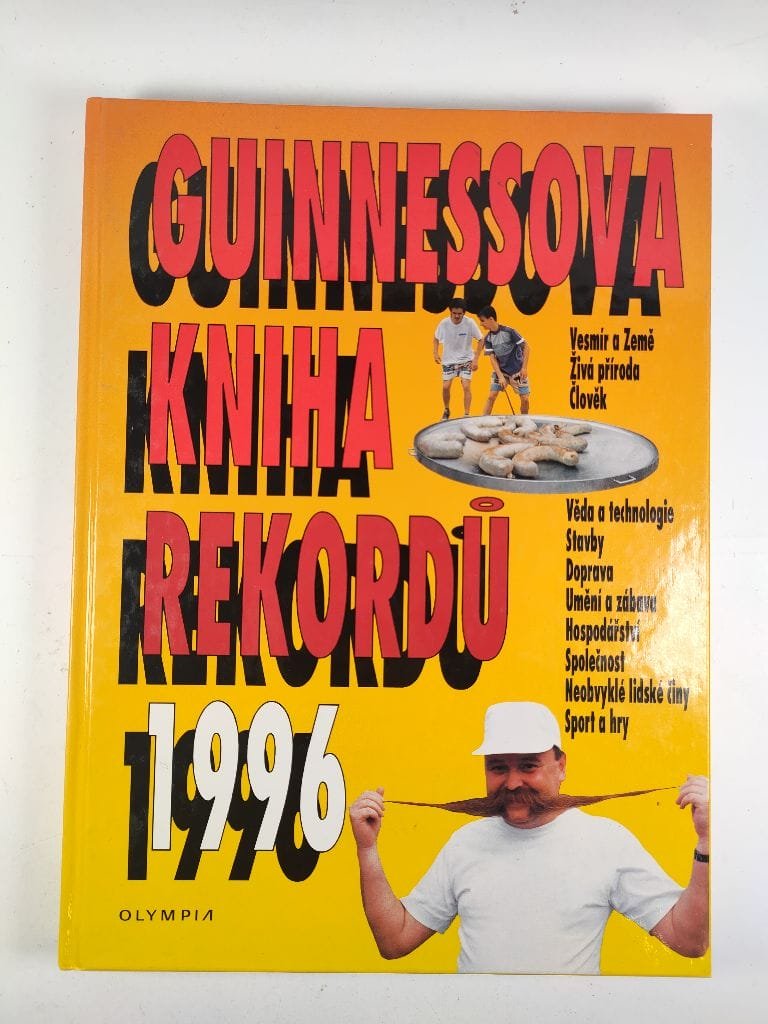 GUINNESSOVA
KNIHA
REKORDŮ
1996
Vesmír a Země
Živá příroda
Člověk
Věda a technologie
Stavby
Doprava
Umění a zábava
Hospodářství
Společnost
Neobvyklé lidské činy
Sport a hry
OLYMPIA